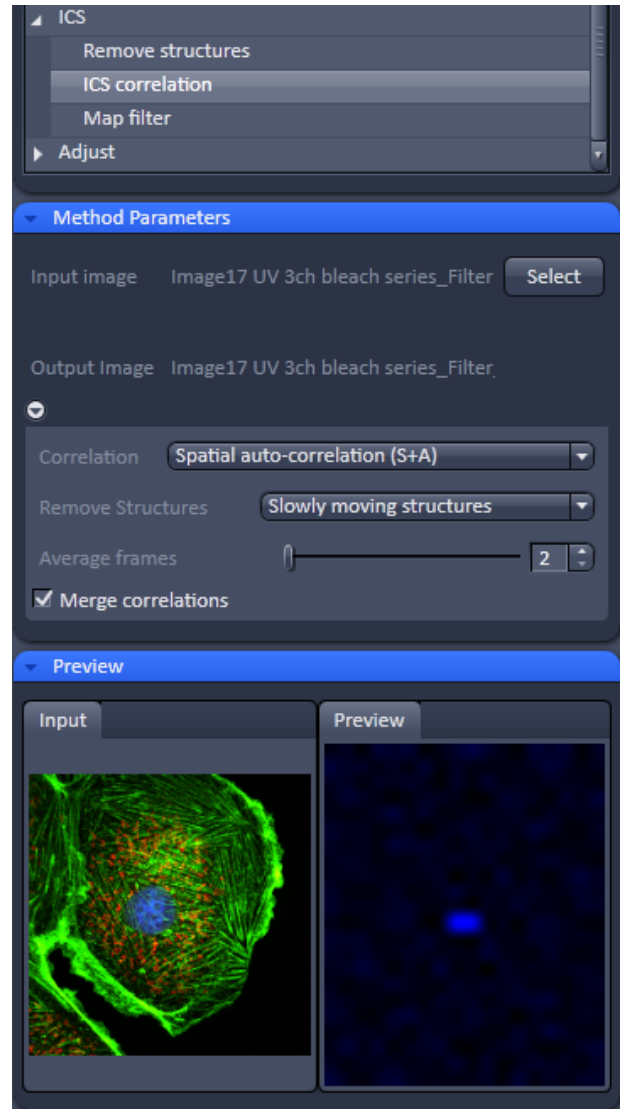 ICS
Remove structures
ICS correlation
Map filter
Adjust
Method Parameters
Input image Image17 UV 3ch bleach series_Filter Select
Output Image Image17 UV 3ch bleach series_Filter
Correlation Spatial auto-correlation (S+A)
Remove Structures Slowly moving structures
Average frames 2
Merge correlations
Preview
Input Preview